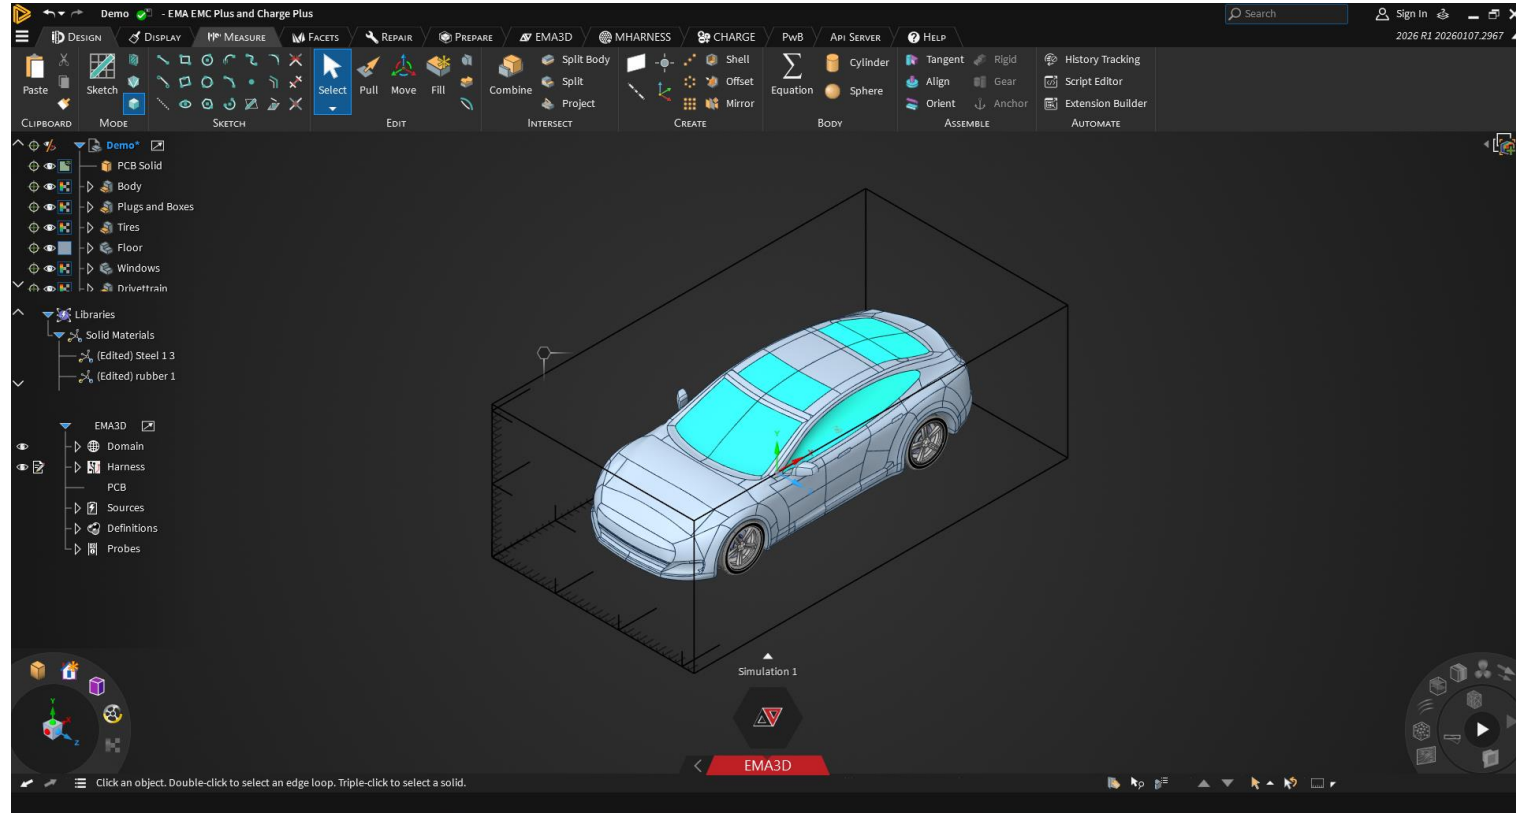 Demo - EMA EMC Plus and Charge Plus
Search
Sign In
DESIGN DISPLAY MEASURE FACETS REPAIR PREPARE EMA3D MHARNESS CHARGE PWB API SERVER HELP
2026 R1 20260107.2967
Paste
Sketch
Select
Pull
Move
Fill
Combine
Split Body
Split
Project
Shell
Offset
Mirror
Equation
Cylinder
Sphere
Tangent
Align
Orient
Rigid
Gear
Anchor
History Tracking
Script Editor
Extension Builder
CLIPBOARD MODE SKETCH EDIT INTERSECT CREATE BODY ASSEMBLE AUTOMATE
Demo*
PCB Solid
Body
Plugs and Boxes
Tires
Floor
Windows
Drivettrain
Libraries
Solid Materials
(Edited) Steel 1 3
(Edited) rubber 1
EMA3D
Domain
Harness
PCB
Sources
Definitions
Probes
Y
Simulation 1
Y
Z
EMA3D
Click an object. Double-click to select an edge loop. Triple-click to select a solid.